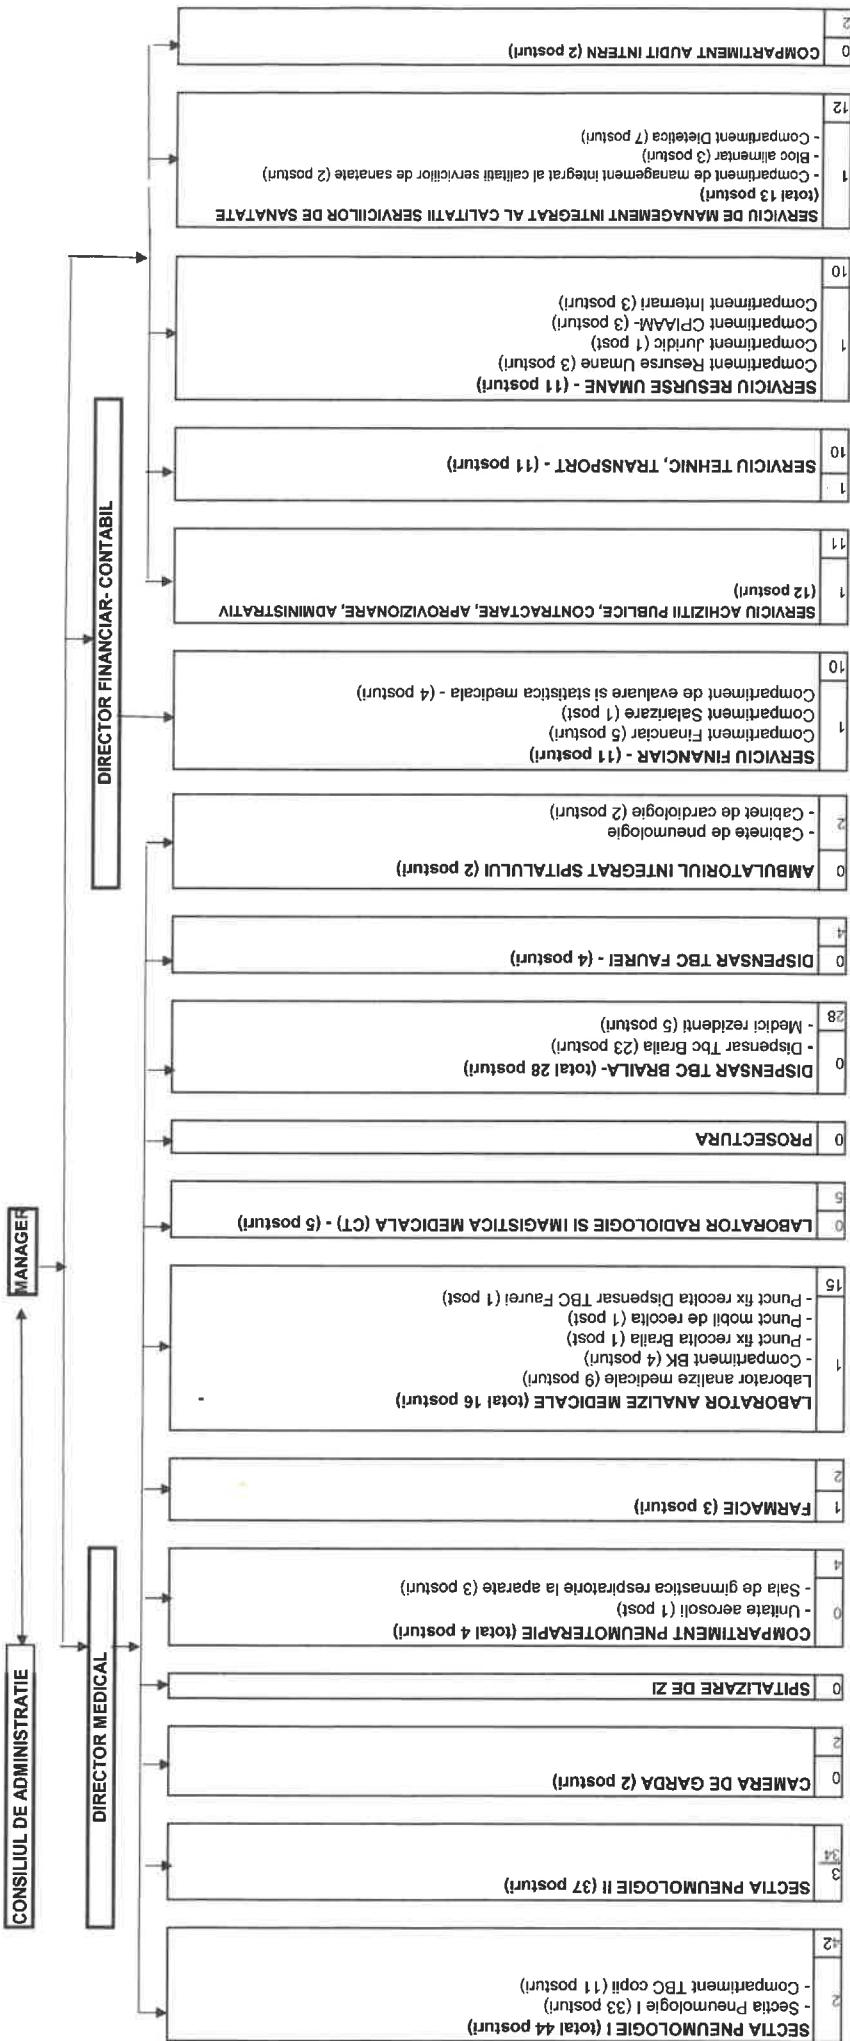 CONSILIUL DE ADMINISTRATIE
MANAGER
DIRECTOR MEDICAL
DIRECTOR FINANCIAR- CONTABIL
SECTIA PNEUMOLOGIE I (total 44 posturi)
- Sectia Pneumologie I (33 posturi)
- Compartiment TBC copii (11 posturi)
2
42
SECTIA PNEUMOLOGIE II (37 posturi)
3
34
CAMERA DE GARDA (2 posturi)
0
2
SPITALIZARE DE ZI
0
COMPARTIMENT PNEUMOTERAPIE (total 4 posturi)
- Unitate aerosoli (1 post)
- Sala de gimnastica respiratorie la aparate (3 posturi)
0
4
FARMACIE (3 posturi)
1
2
LABORATOR ANALIZE MEDICALE (total 16 posturi)
Laborator analize medicale (9 posturi)
- Compartiment BK (4 posturi)
- Punct fix recolta Braila (1 post)
- Punct mobil de recolta (1 post)
- Punct fix recolta Dispensar TBC Faurei (1 post)
1
15
LABORATOR RADIOLOGIE SI IMAGISTICA MEDICALA (CT) - (5 posturi)
0
5
PROSECTURA
0
DISPENSAR TBC BRAILA- (total 28 posturi)
- Dispensar Tbc Braila (23 posturi)
- Medici rezidenti (5 posturi)
0
28
DISPENSAR TBC FAUREI - (4 posturi)
0
4
AMBULATORIUL INTEGRAT SPITALULUI (2 posturi)
- Cabinete de pneumologie
- Cabinet de cardiologie (2 posturi)
0
2
SERVICIU FINANCIAR - (11 posturi)
Compartiment Financiar (5 posturi)
Compartiment Salarizare (1 post)
Compartiment de evaluare si statistica medicala - (4 posturi)
1
10
SERVICIU ACHIZITII PUBLICE, CONTRACTARE, APROVIZIONARE, ADMINISTRATIV
(12 posturi)
1
11
SERVICIU TEHNIC, TRANSPORT - (11 posturi)
1
10
SERVICIU RESURSE UMANE - (11 posturi)
Compartiment Resurse Umane (3 posturi)
Compartiment Juridic (1 post)
Compartiment CPIAAM- (3 posturi)
Compartiment Internari (3 posturi)
1
10
SERVICIU DE MANAGEMENT INTEGRAT AL CALITATII SERVICIILOR DE SANATATE
(total 13 posturi)
- Compartiment de management integrat al calitatii serviciilor de sanatate (2 posturi)
- Bloc alimentar (3 posturi)
- Compartiment Dietetica (7 posturi)
1
12
COMPARTIMENT AUDIT INTERN (2 posturi)
0
2